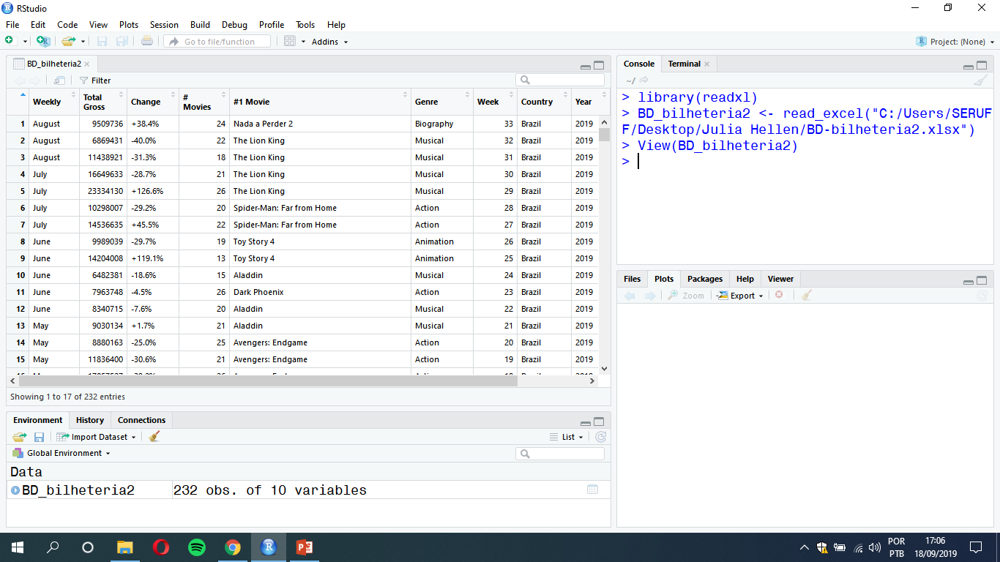 RStudio
File Edit Code View Plots Session Build Debug Profile Tools Help
Go to file/function Addins Project: (None)
BD_bilheteria2
Filter
Weekly Total Gross Change # Movies #1 Movie Genre Week Country Year
1 August 9509736 +38.4% 24 Nada a Perder 2 Biography 33 Brazil 2019
2 August 6869431 -40.0% 22 The Lion King Musical 32 Brazil 2019
3 August 11438921 -31.3% 18 The Lion King Musical 31 Brazil 2019
4 July 16649633 -28.7% 21 The Lion King Musical 30 Brazil 2019
5 July 23334130 +126.6% 26 The Lion King Musical 29 Brazil 2019
6 July 10298007 -29.2% 20 Spider-Man: Far from Home Action 28 Brazil 2019
7 July 14536635 +45.5% 22 Spider-Man: Far from Home Action 27 Brazil 2019
8 June 9989039 -29.7% 19 Toy Story 4 Animation 26 Brazil 2019
9 June 14204008 +119.1% 13 Toy Story 4 Animation 25 Brazil 2019
10 June 6482381 -18.6% 15 Aladdin Musical 24 Brazil 2019
11 June 7963748 -4.5% 26 Dark Phoenix Action 23 Brazil 2019
12 June 8340715 -7.6% 20 Aladdin Musical 22 Brazil 2019
13 May 9030134 +1.7% 21 Aladdin Musical 21 Brazil 2019
14 May 8880163 -25.0% 25 Avengers: Endgame Action 20 Brazil 2019
15 May 11836400 -30.6% 21 Avengers: Endgame Action 19 Brazil 2019
Showing 1 to 17 of 232 entries
Environment History Connections
Import Dataset List
Global Environment
Data
BD_bilheteria2 232 obs. of 10 variables
Console Terminal
~/
> library(readxl)
> BD_bilheteria2 <- read_excel("C:/Users/SERUF
F/Desktop/Julia Hellen/BD-bilheteria2.xlsx")
> View(BD_bilheteria2)
>
Files Plots Packages Help Viewer
Zoom Export
POR 17:06
PTB 18/09/2019